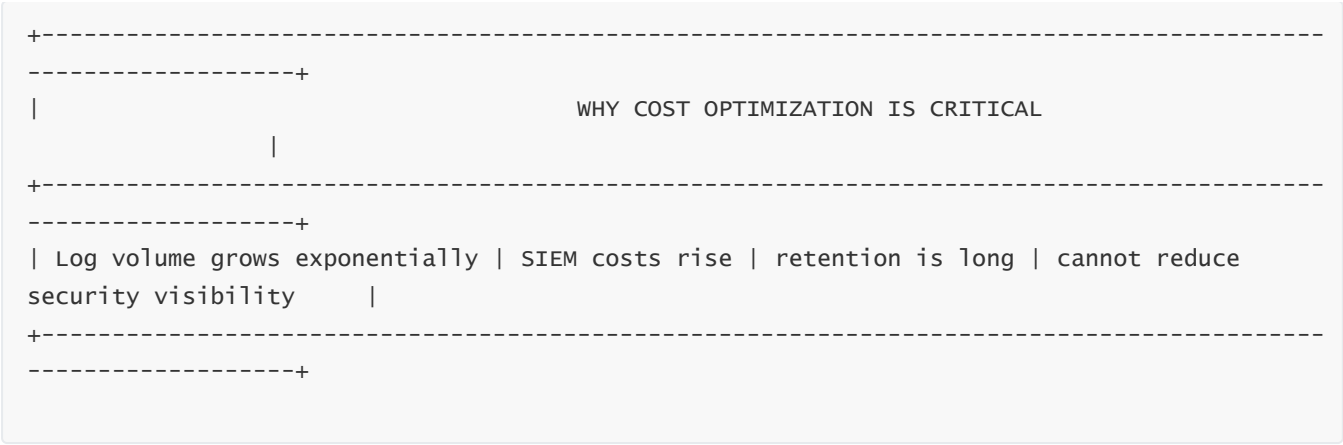 +-------------------------------------------------------------------------------------------
-------------------+
|                                      WHY COST OPTIMIZATION IS CRITICAL
                 |
+-------------------------------------------------------------------------------------------
-------------------+
| Log volume grows exponentially | SIEM costs rise | retention is long | cannot reduce
security visibility     |
+-------------------------------------------------------------------------------------------
-------------------+